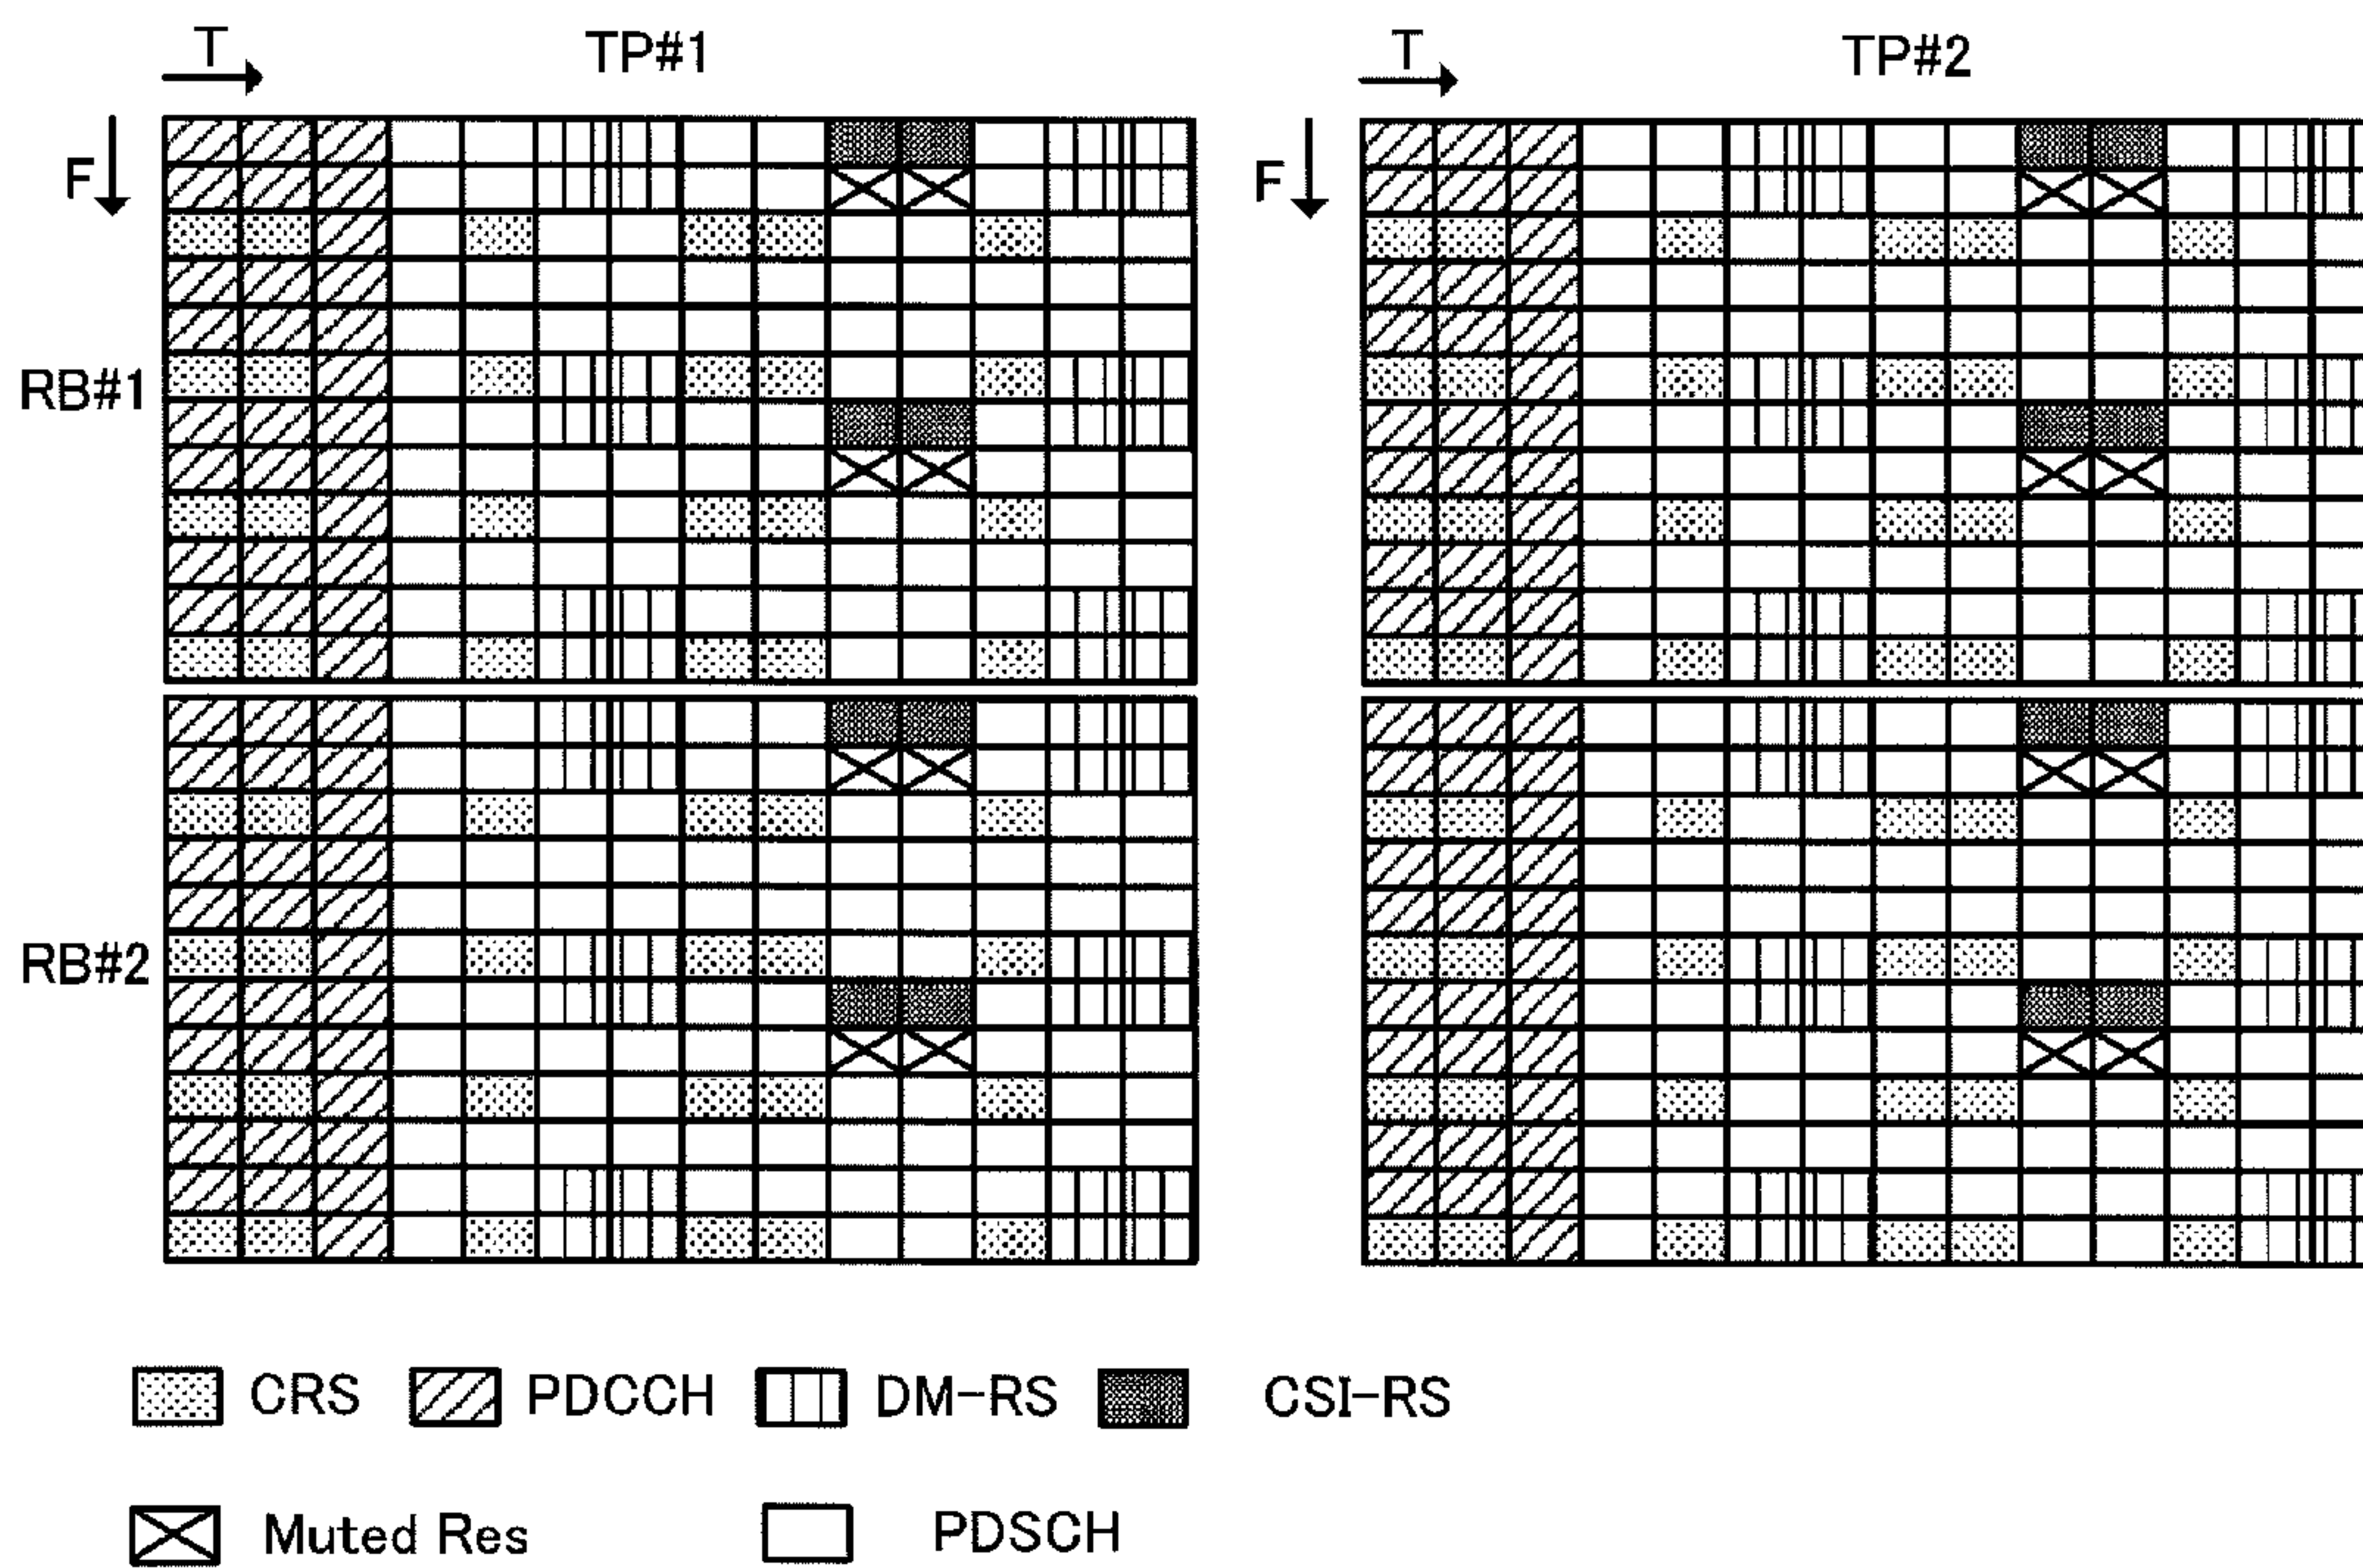 T TP#1 T TP#2
F F
RB#1
RB#2
CRS PDCCH DM-RS CSI-RS
Muted Res PDSCH